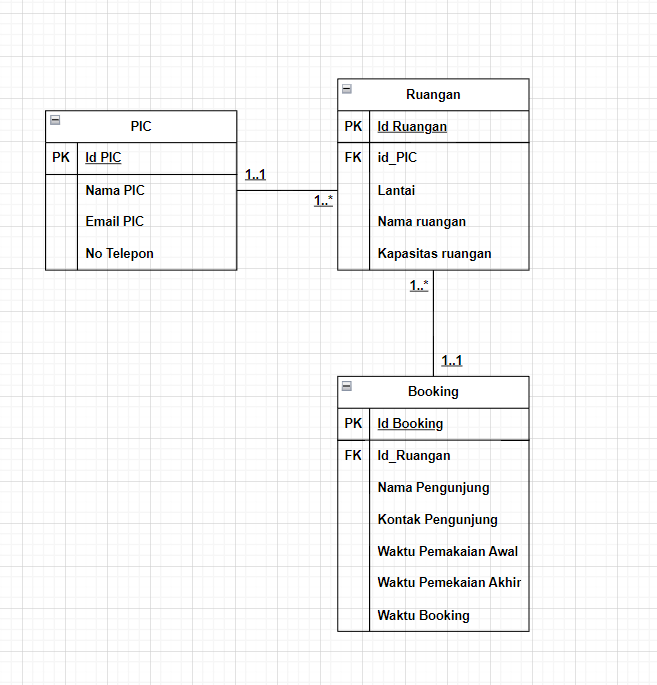 PIC
PK Id PIC
Nama PIC
Email PIC
No Telepon
1..1
1..*
Ruangan
PK Id Ruangan
FK id_PIC
Lantai
Nama ruangan
Kapasitas ruangan
1..*
1..1
Booking
PK Id Booking
FK Id_Ruangan
Nama Pengunjung
Kontak Pengunjung
Waktu Pemakaian Awal
Waktu Pemekaian Akhir
Waktu Booking